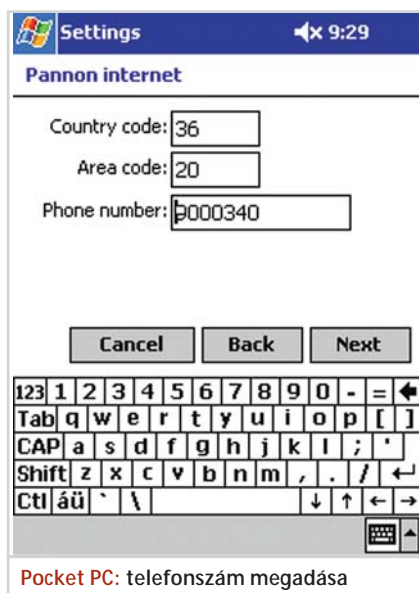 Settings 9:29
Pannon internet
Country code: 36
Area code: 20
Phone number: 9000340
Cancel Back Next
123 1 2 3 4 5 6 7 8 9 0 - =
Tab q w e r t y u i o p [ ]
CAP a s d f g h j k l ; '
Shift z x c v b n m , . /
Ctl áü ` \
Pocket PC: telefonszám megadása